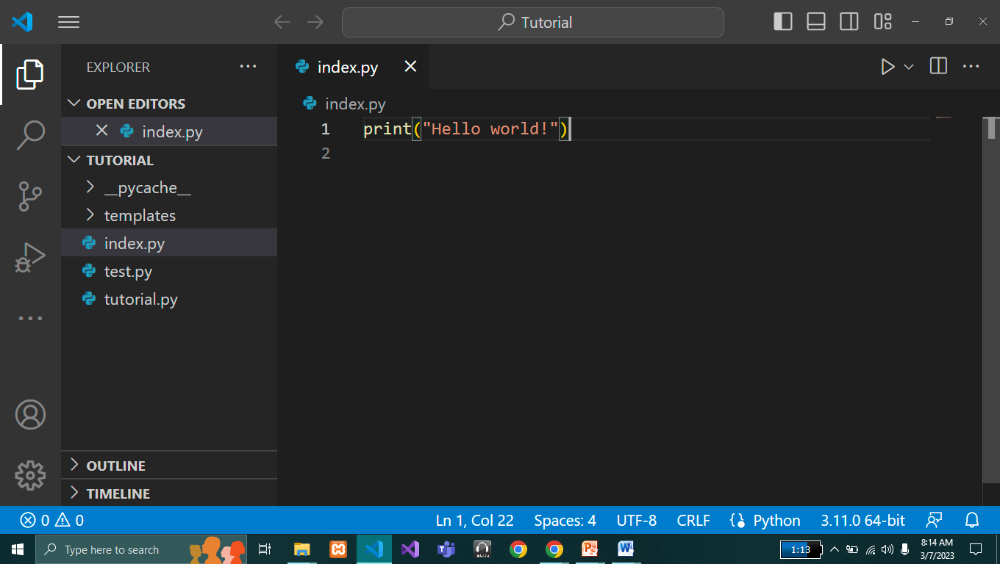 Tutorial
EXPLORER
OPEN EDITORS
index.py
TUTORIAL
__pycache__
templates
index.py
test.py
tutorial.py
OUTLINE
TIMELINE
index.py
index.py
1 print("Hello world!")
2
0 0
Ln 1, Col 22
Spaces: 4
UTF-8
CRLF
Python
3.11.0 64-bit
Type here to search
1:13
8:14 AM
3/7/2023